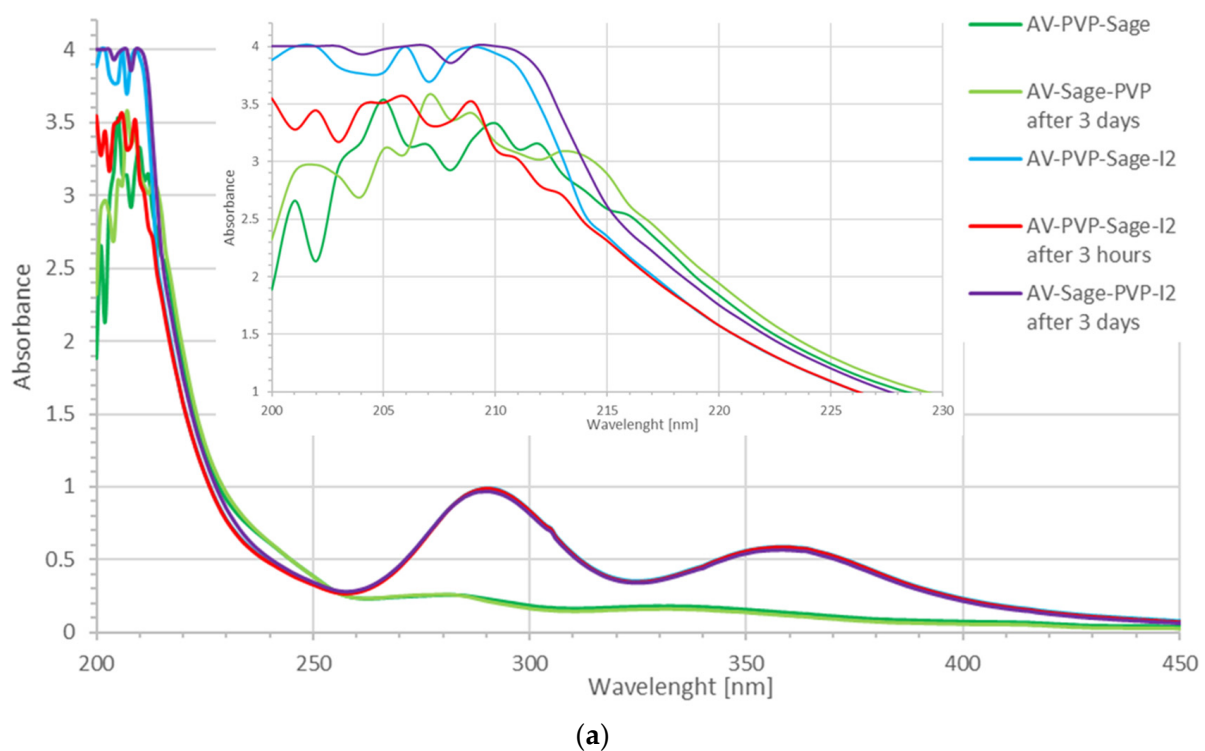 AV-PVP-Sage
AV-Sage-PVP
after 3 days
AV-PVP-Sage-I2
AV-PVP-Sage-I2
after 3 hours
AV-Sage-PVP-I2
after 3 days
Absorbance
4
3.5
3
2.5
2
1.5
1
0.5
0
200
250
300
350
400
450
Wavelenght [nm]
Absorbance
4
3.5
3
2.5
2
1.5
1
200
205
210
215
220
225
230
Wavelenght [nm]
(a)